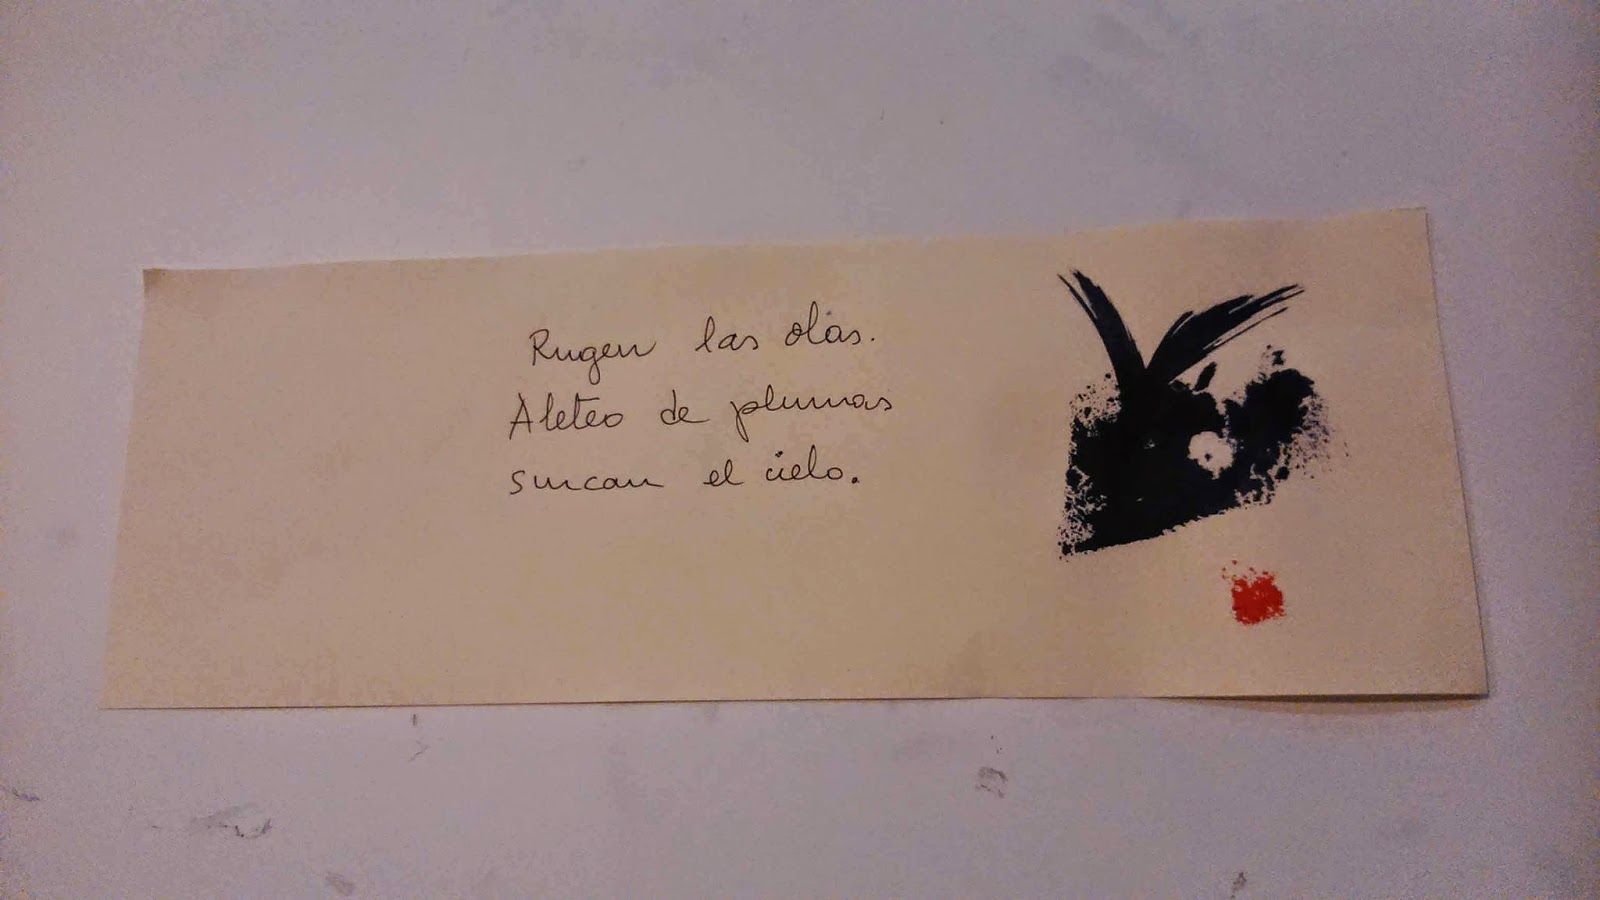 Rugen las olas.
Aleteo de plumas
surcan el cielo.